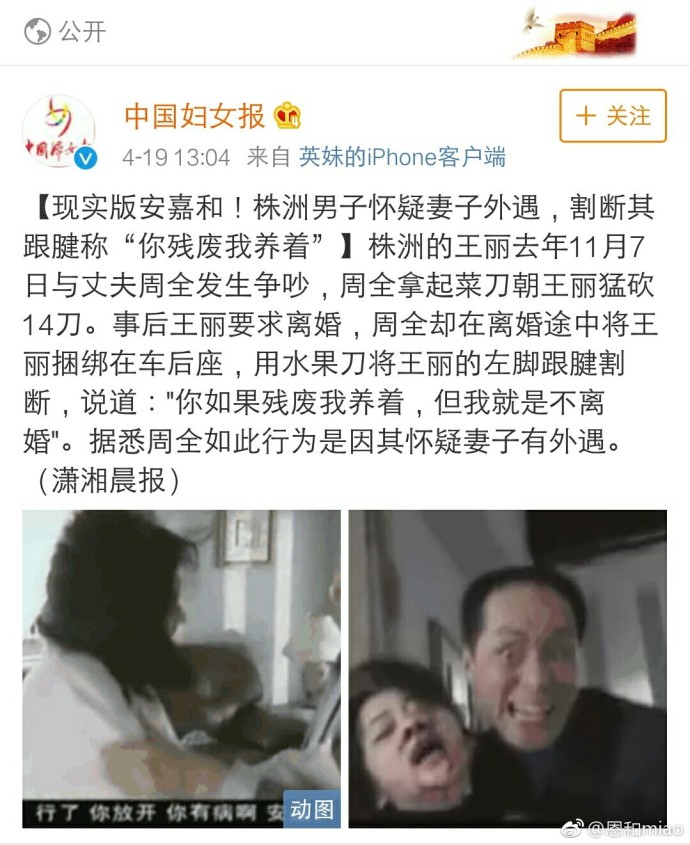 公开
中国妇女报
+ 关注
4-19 13:04 来自 英妹的iPhone客户端
【现实版安嘉和！株洲男子怀疑妻子外遇，割断其
跟腱称“你残废我养着”】株洲的王丽去年11月7
日与丈夫周全发生争吵，周全拿起菜刀朝王丽猛砍
14刀。事后王丽要求离婚，周全却在离婚途中将王
丽捆绑在车后座，用水果刀将王丽的左脚跟腱割
断，说道："你如果残废我养着，但我就是不离
婚"。据悉周全如此行为是因其怀疑妻子有外遇。
（潇湘晨报）
行了 你放开 你有病啊 安
动图
@恩和miao